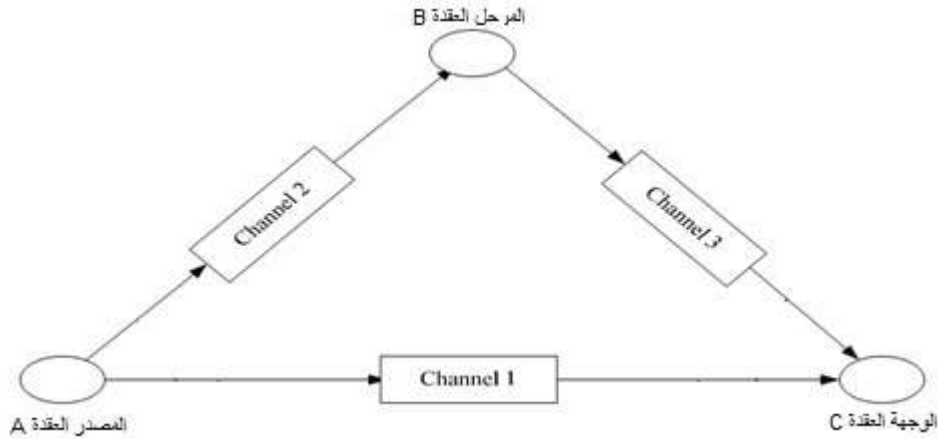 المرحل العقدة B
Channel 2
Channel 3
Channel 1
المصدر العقدة A
الوجهة العقدة C